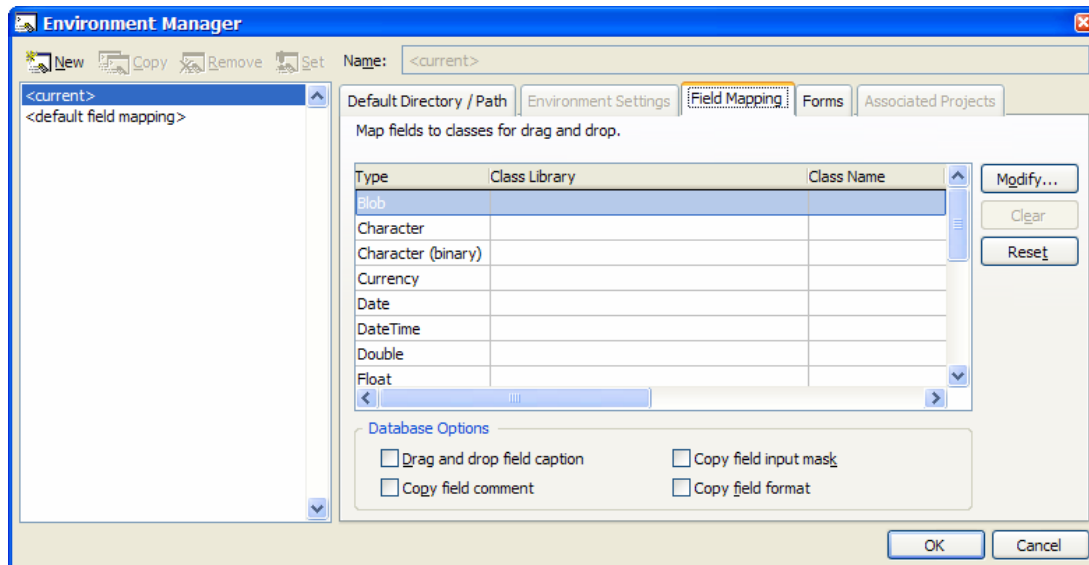 Environment Manager
New Copy Remove Set Name: <current>
<current>
<default field mapping>
Default Directory / Path Environment Settings Field Mapping Forms Associated Projects
Map fields to classes for drag and drop.
Type Class Library Class Name
Blob
Character
Character (binary)
Currency
Date
DateTime
Double
Float
Modify...
Clear
Reset
Database Options
Drag and drop field caption Copy field input mask
Copy field comment Copy field format
OK Cancel